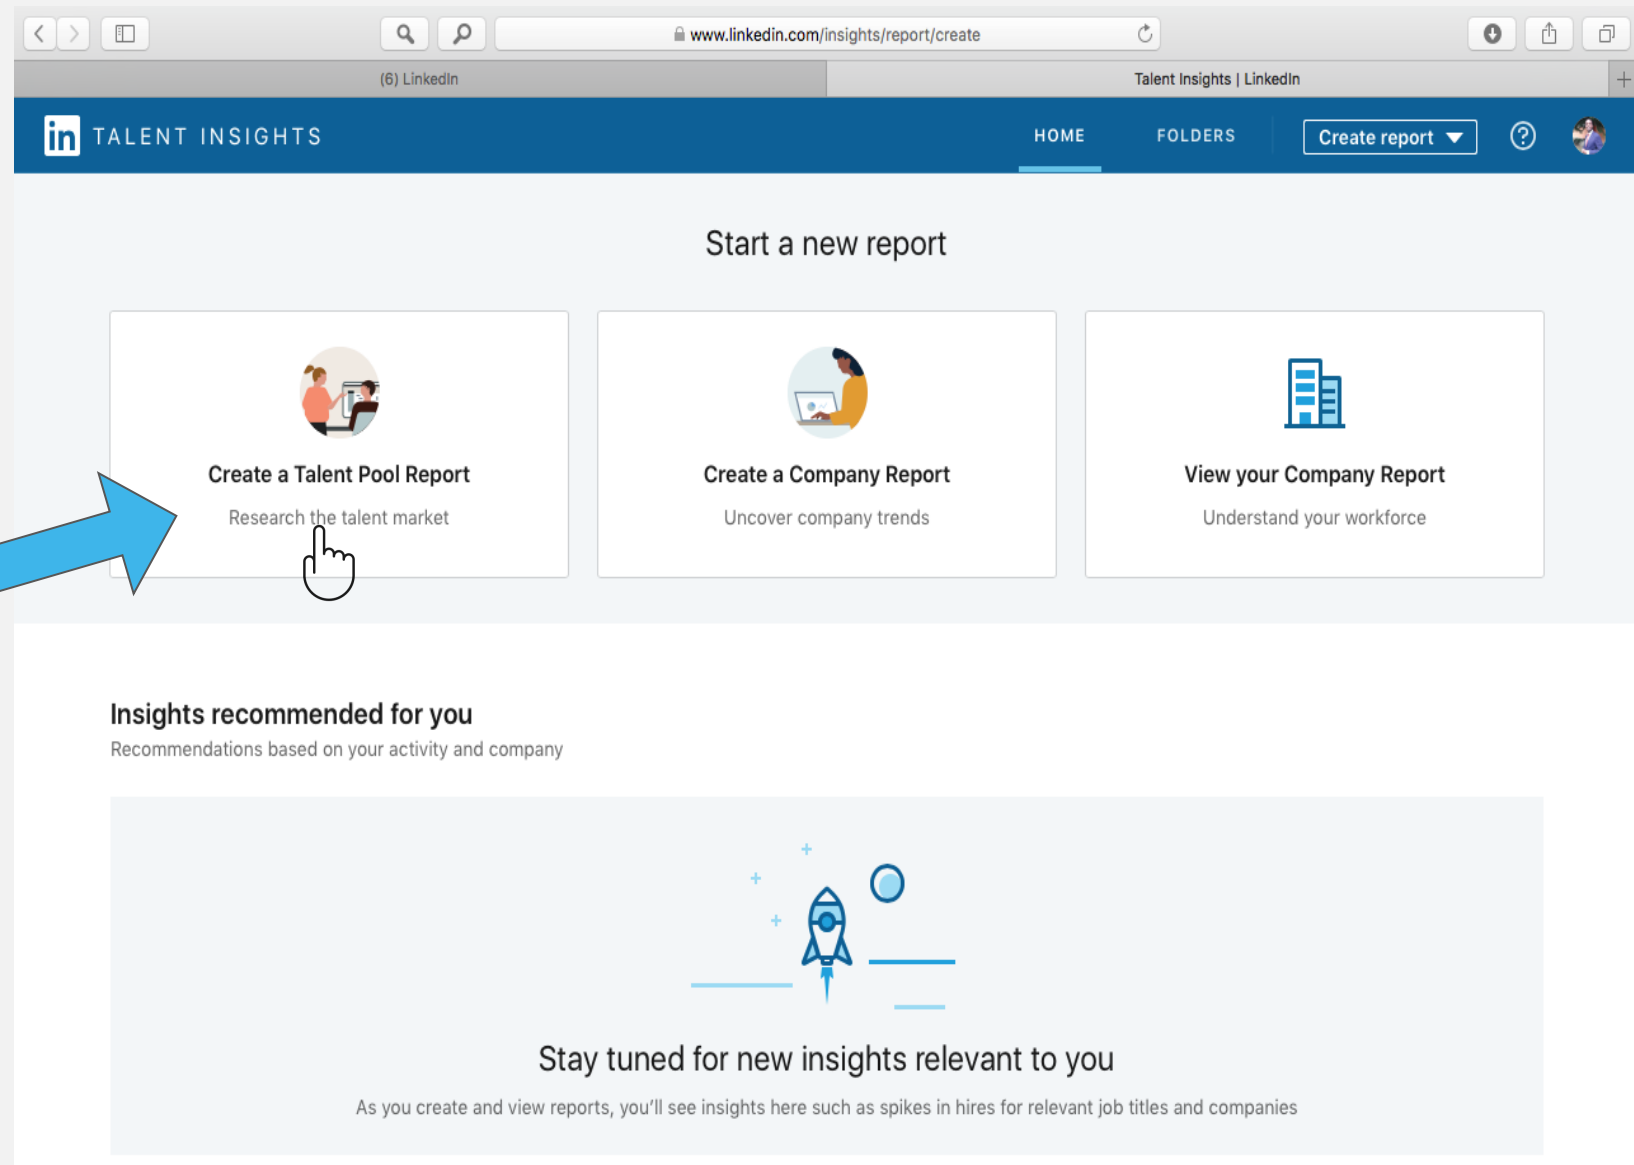 www.linkedin.com/insights/report/create
(6) LinkedIn
Talent Insights | LinkedIn
in TALENT INSIGHTS
HOME
FOLDERS
Create report
?
Start a new report
Create a Talent Pool Report
Research the talent market
Create a Company Report
Uncover company trends
View your Company Report
Understand your workforce
Insights recommended for you
Recommendations based on your activity and company
Stay tuned for new insights relevant to you
As you create and view reports, you'll see insights here such as spikes in hires for relevant job titles and companies